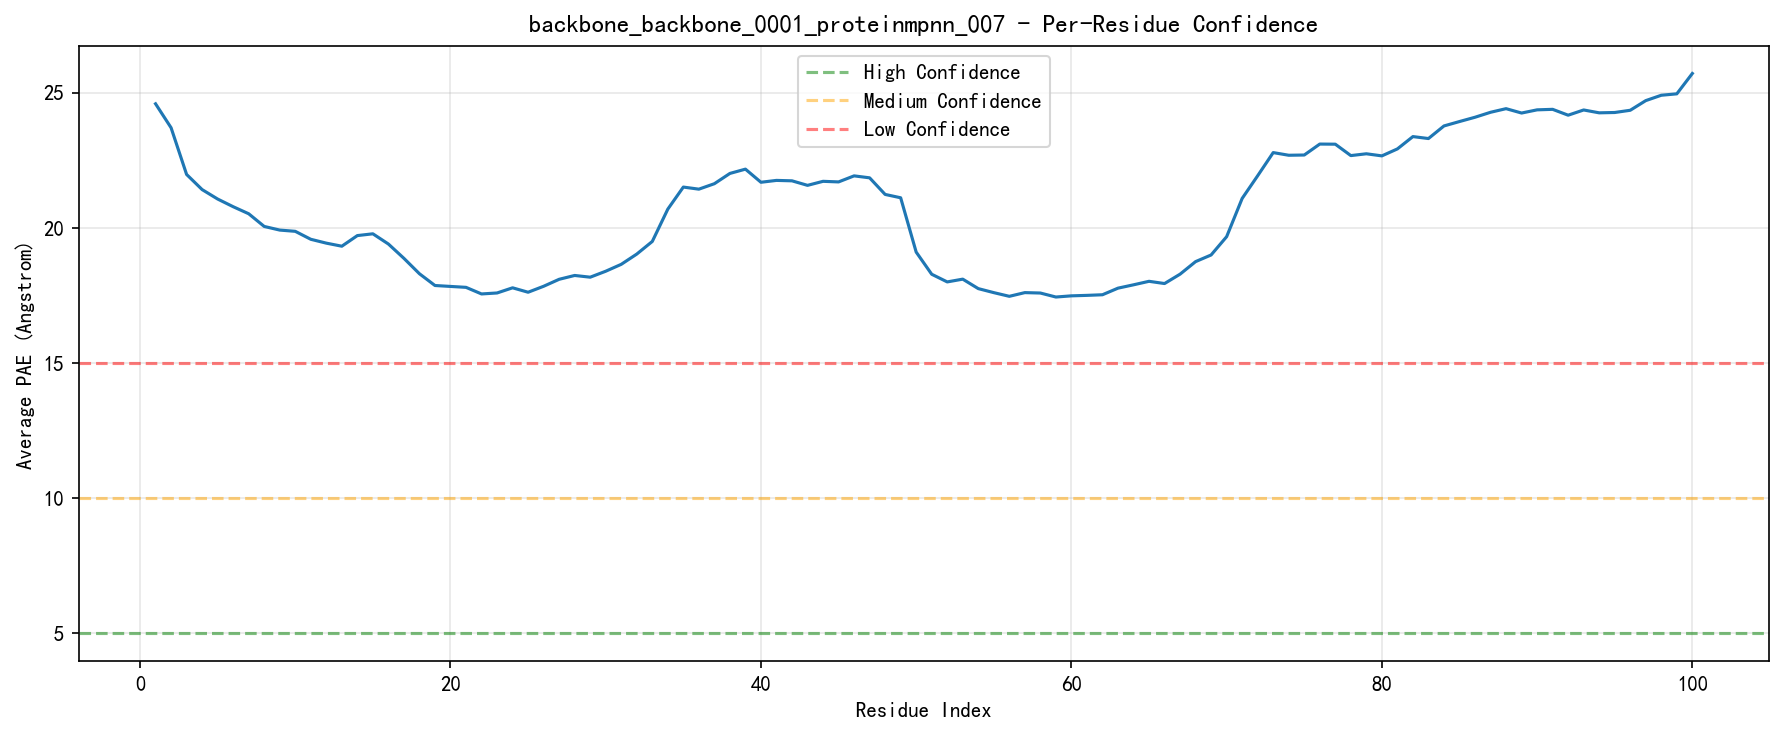 backbone_backbone_0001_proteinmpnn_007 - Per-Residue Confidence
High Confidence
Medium Confidence
Low Confidence
Average PAE (Angstrom)
25
20
15
10
5
0 20 40 60 80 100
Residue Index